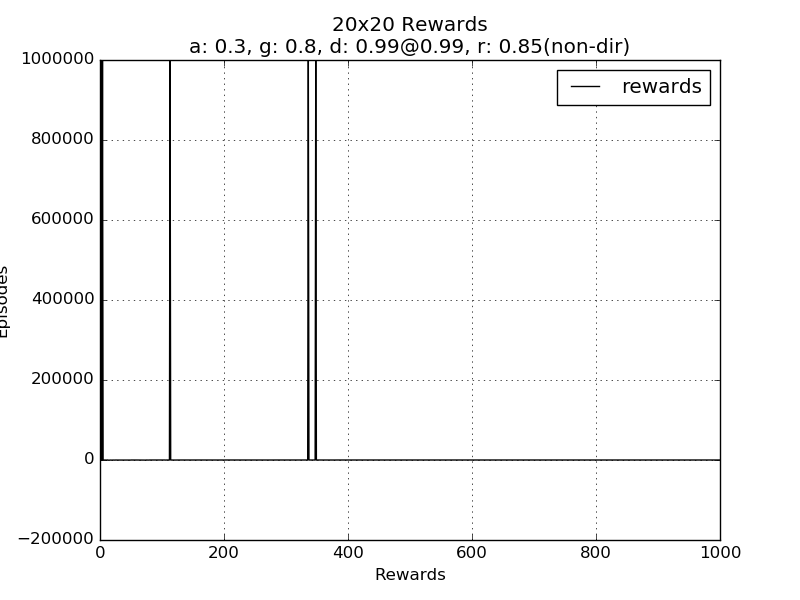 20x20 Rewards
a: 0.3, g: 0.8, d: 0.99@0.99, r: 0.85(non-dir)
rewards
1000000
800000
600000
400000
200000
0
−200000
Episodes
0 200 400 600 800 1000
Rewards